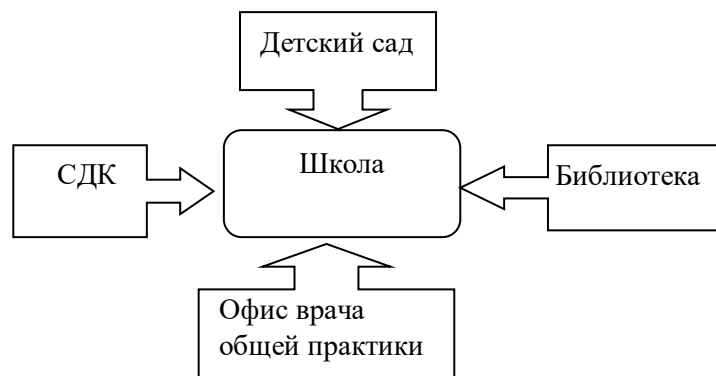 Детский сад
СДК
Школа
Библиотека
Офис врача
общей практики